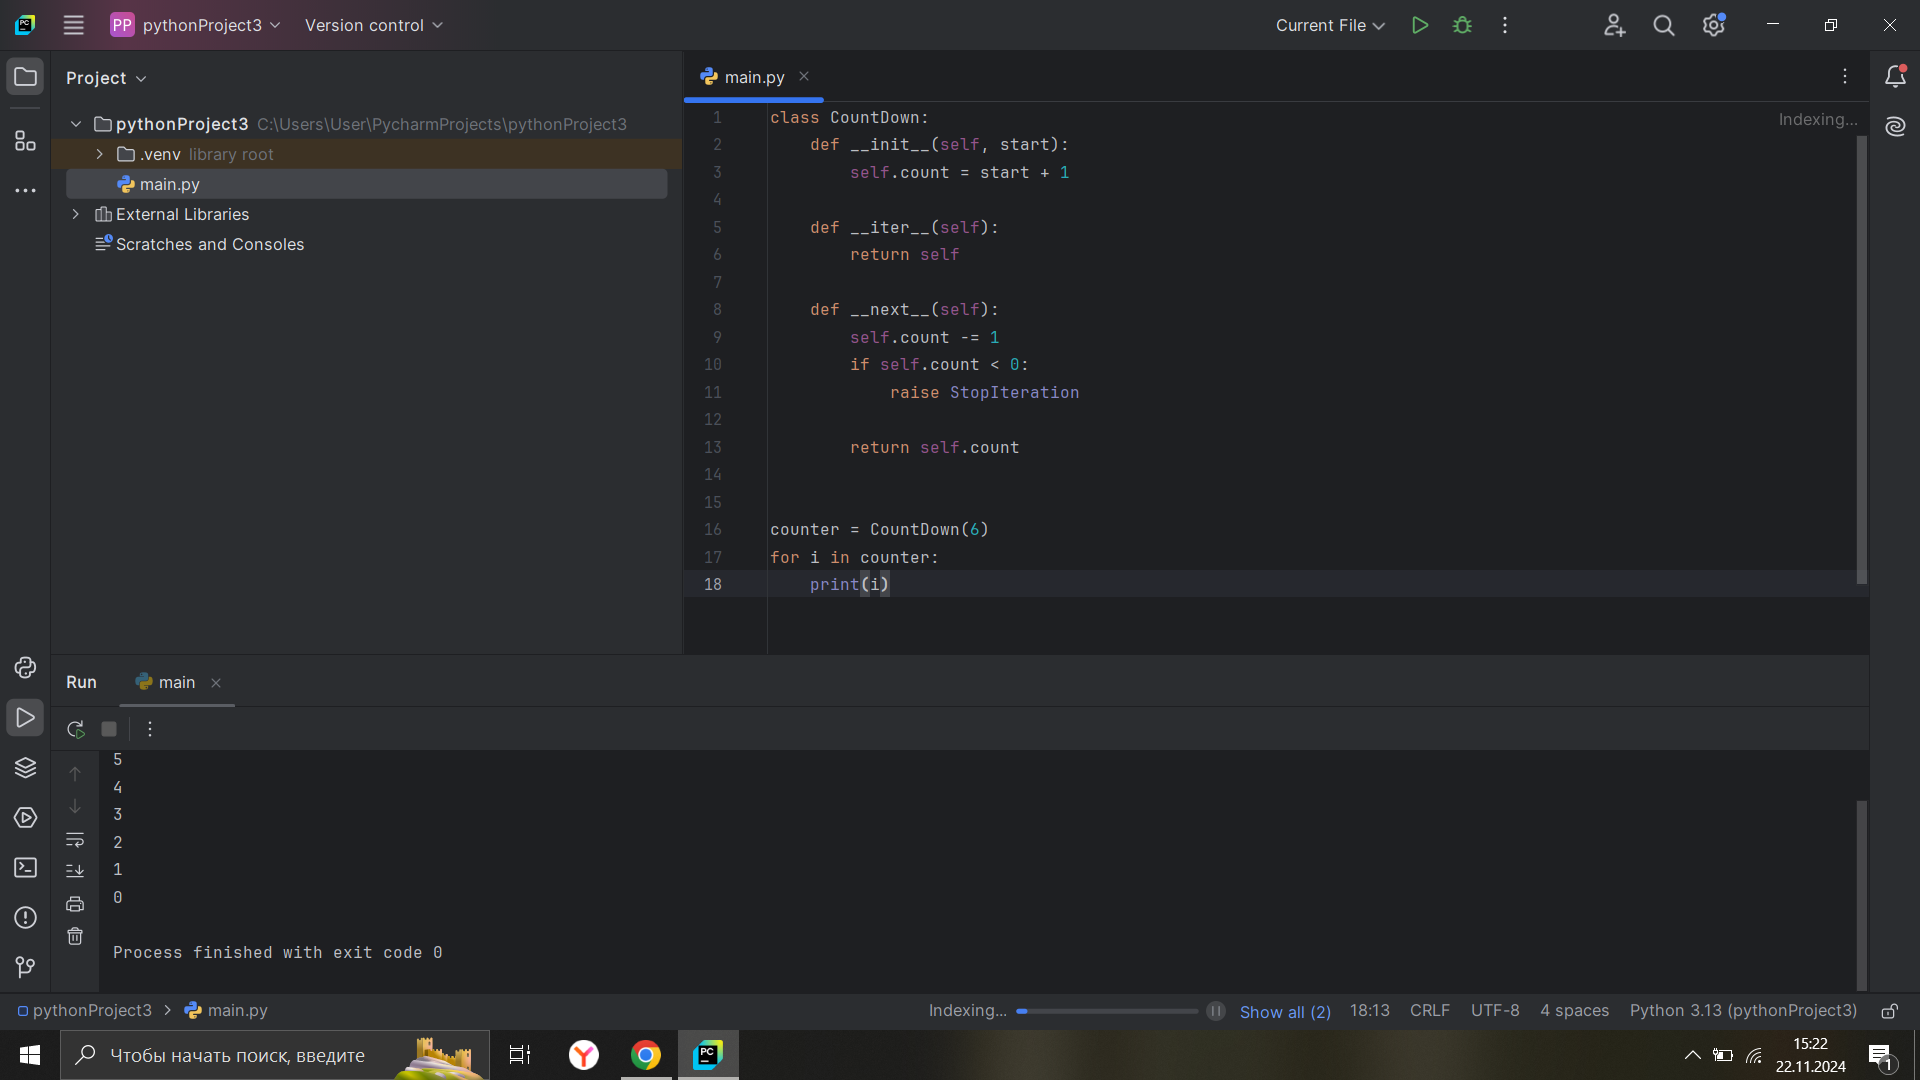 PP pythonProject3 Version control Current File
Project
main.py
pythonProject3 C:\Users\User\PycharmProjects\pythonProject3
.venv library root
main.py
External Libraries
Scratches and Consoles
Indexing...
1 class CountDown:
2     def __init__(self, start):
3         self.count = start + 1
4
5     def __iter__(self):
6         return self
7
8     def __next__(self):
9         self.count -= 1
10         if self.count < 0:
11             raise StopIteration
12
13         return self.count
14
15
16 counter = CountDown(6)
17 for i in counter:
18     print(i)
Run main
5
4
3
2
1
0
Process finished with exit code 0
pythonProject3 > main.py Indexing... Show all (2) 18:13 CRLF UTF-8 4 spaces Python 3.13 (pythonProject3)
Чтобы начать поиск, введите
PC
15:22
22.11.2024
1